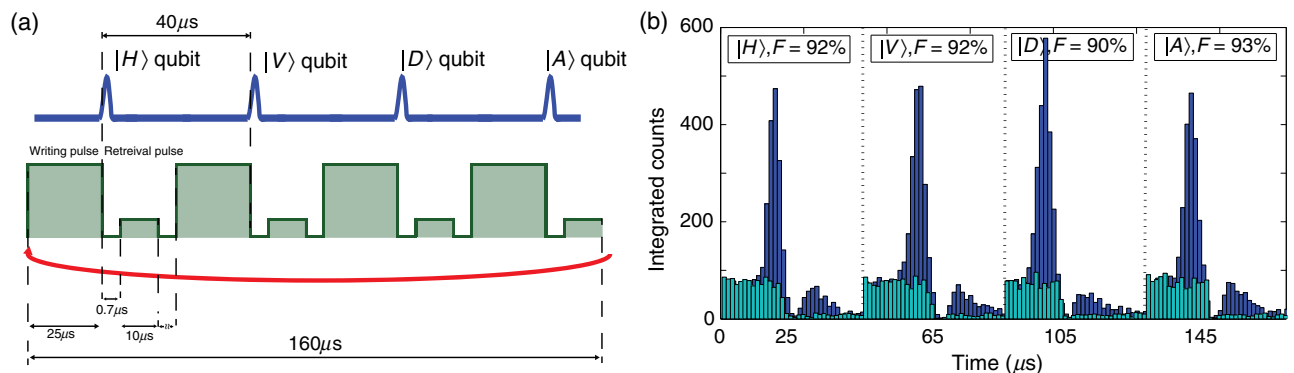 (a)
40μs
|H⟩ qubit |V⟩ qubit |D⟩ qubit |A⟩ qubit
Writing pulse Retreival pulse
0.7μs
25μs 10μs
160μs
(b)
600
400
200
0
Integrated counts
|H⟩, F = 92% |V⟩, F = 92% |D⟩, F = 90% |A⟩, F = 93%
0 25 65 105 145
Time (μs)